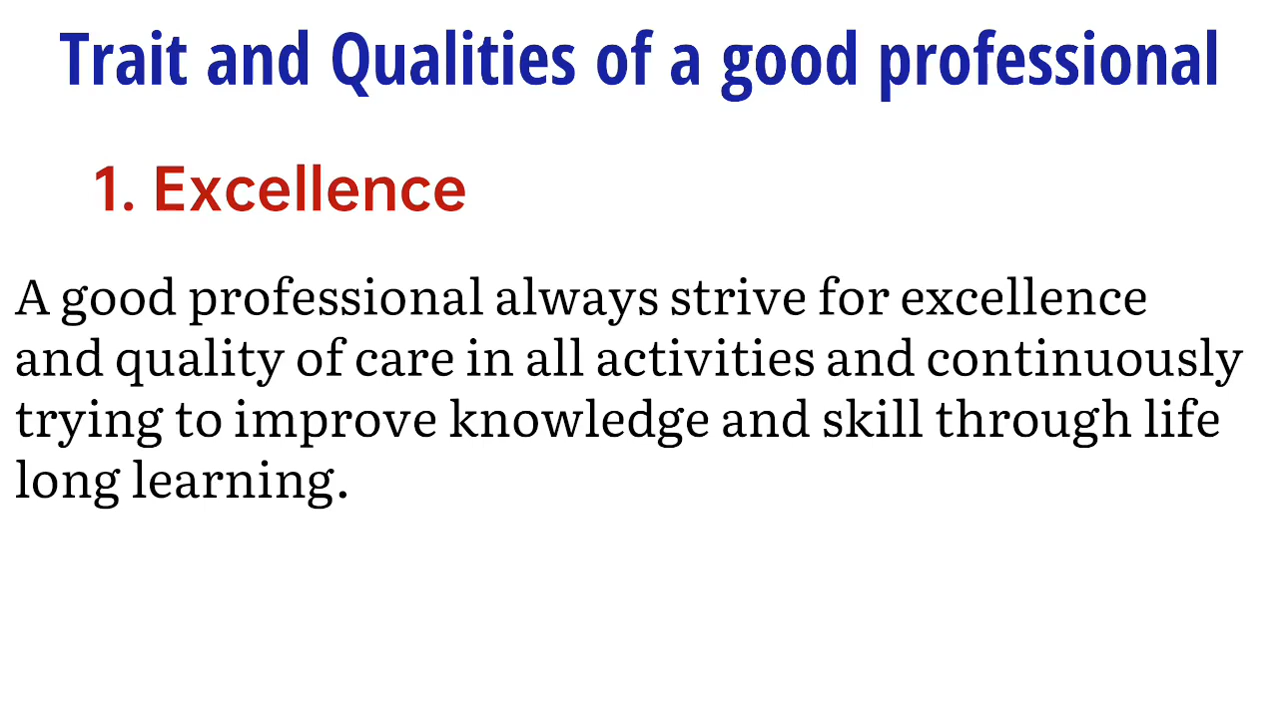 Trait and Qualities of a good professional
1. Excellence
A good professional always strive for excellence
and quality of care in all activities and continuously
trying to improve knowledge and skill through life
long learning.